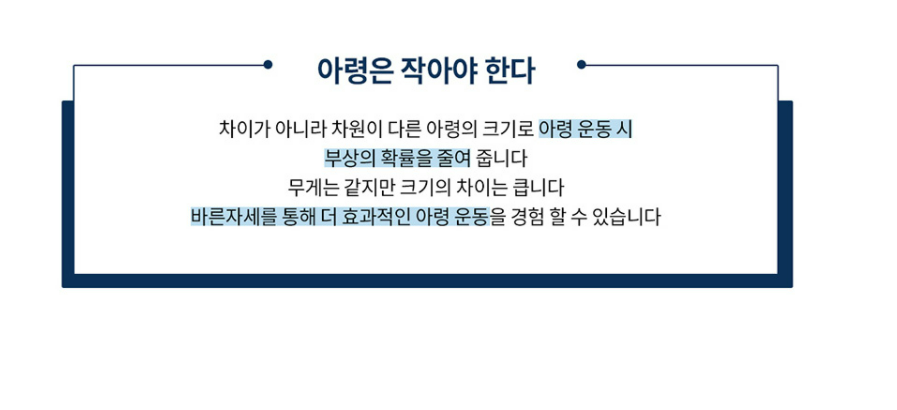 아령은 작아야 한다
차이가 아니라 차원이 다른 아령의 크기로 아령 운동 시
부상의 확률을 줄여 줍니다
무게는 같지만 크기의 차이는 큽니다
바른자세를 통해 더 효과적인 아령 운동을 경험 할 수 있습니다